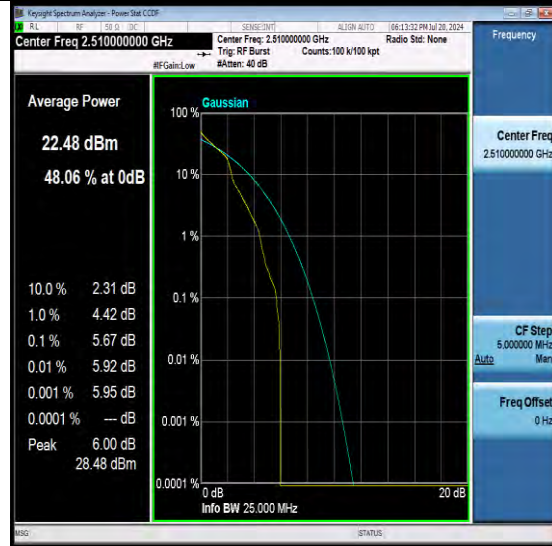 Keysight Spectrum Analyzer - Power Stat CCDF
RL RF 50 Ω DC SENSE:INT ALIGN AUTO 06:13:32 PM Jul 20, 2024
Center Freq 2.510000000 GHz
Center Freq: 2.510000000 GHz
Radio Std: None
Trig: RF Burst
Counts:100 k/100 kpt
#IFGain:Low
#Atten: 40 dB
Frequency
Average Power
22.48 dBm
48.06 % at 0dB
10.0 % 2.31 dB
1.0 % 4.42 dB
0.1 % 5.67 dB
0.01 % 5.92 dB
0.001 % 5.95 dB
0.0001 % --- dB
Peak 6.00 dB
28.48 dBm
Gaussian
100 %
10 %
1 %
0.1 %
0.01 %
0.001 %
0.0001 %
0 dB
20 dB
Info BW 25.000 MHz
Center Freq
2.510000000 GHz
CF Step
5.000000 MHz
Auto Man
Freq Offset
0 Hz
MSG
STATUS